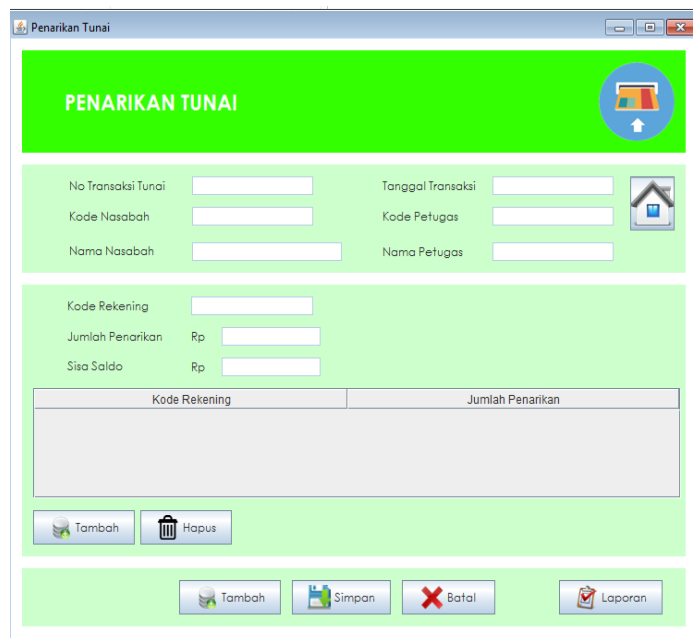 Penarikan Tunai
PENARIKAN TUNAI
No Transaksi Tunai
Tanggal Transaksi
Kode Nasabah
Kode Petugas
Nama Nasabah
Nama Petugas
Kode Rekening
Jumlah Penarikan Rp
Sisa Saldo Rp
Kode Rekening Jumlah Penarikan
Tambah Hapus
Tambah Simpan Batal Laporan